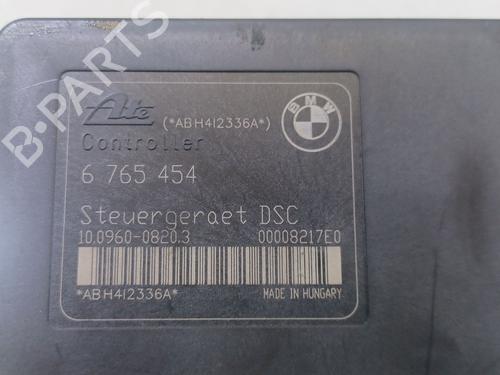 B-PARTS
Ate (*ABH412336A*) BMW
Controller
6 765 454
Steuergeraet DSC
10.0960-0820.3 00008217E0
*ABH412336A* MADE IN HUNGARY